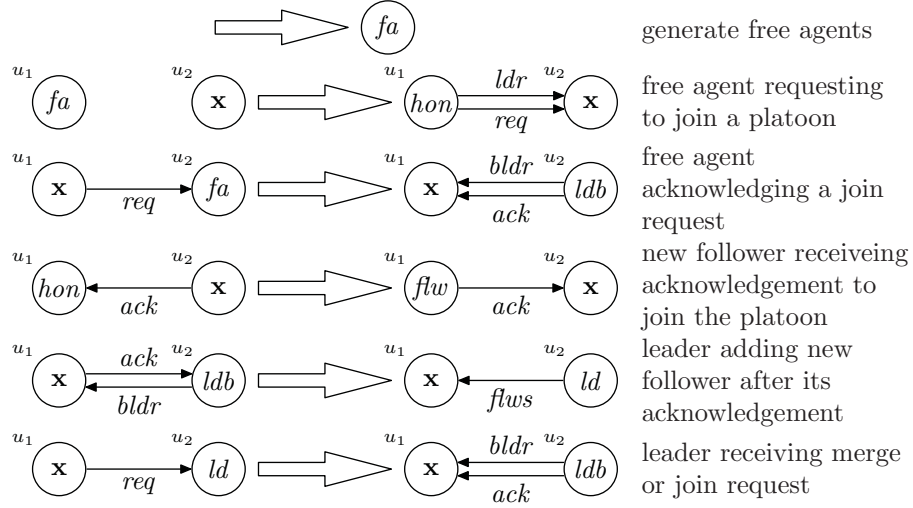 fa generate free agents
u1 u2 u1 ldr u2
fa x hon x free agent requesting
req to join a platoon
u1 u2 u1 bldr u2 free agent
x fa x ldb acknowledging a join
req ack request
u1 u2 u1 u2 new follower receiveing
hon x flw x acknowledgement to
ack ack join the platoon
u1 ack u2 u1 u2 leader adding new
x ldb x ld follower after its
bldr flws acknowledgement
u1 u2 u1 bldr u2 leader receiving merge
x ld x ldb or join request
req ack